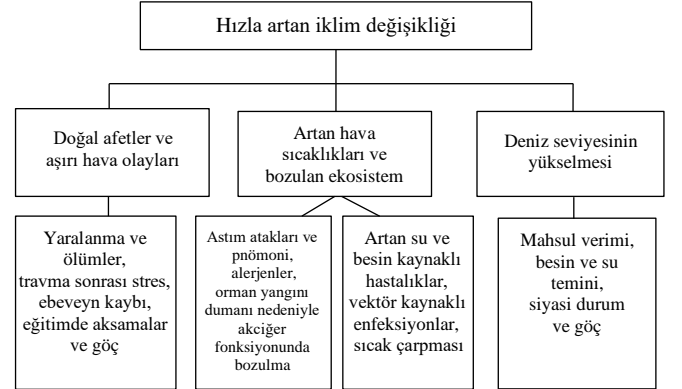 Hızla artan iklim değişikliği
Doğal afetler ve
aşırı hava olayları
Artan hava
sıcaklıkları ve
bozulan ekosistem
Deniz seviyesinin
yükselmesi
Yaralanma ve
ölümler,
travma sonrası stres,
ebeveyn kaybı,
eğitimde aksamalar
ve göç
Astım atakları ve
pnömoni,
alerjenler,
orman yangını
dumanı nedeniyle
akciğer
fonksiyonunda
bozulma
Artan su ve
besin kaynaklı
hastalıklar,
vektör kaynaklı
enfeksiyonlar,
sıcak çarpması
Mahsul verimi,
besin ve su
temini,
siyasi durum
ve göç